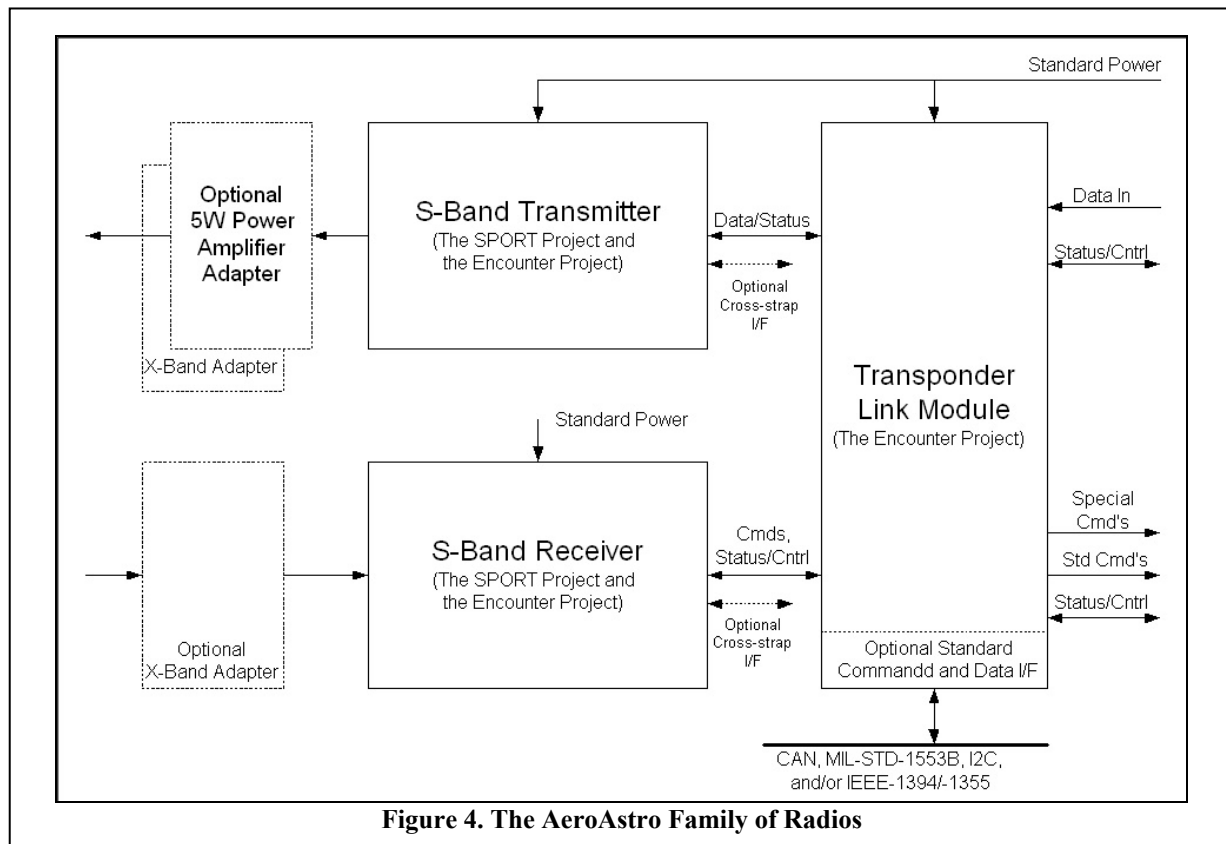 Standard Power
Optional
5W Power
Amplifier
Adapter
X-Band Adapter
S-Band Transmitter
(The SPORT Project and
the Encounter Project)
Data/Status
Optional
Cross-strap
I/F
Data In
Status/Cntrl
Transponder
Link Module
(The Encounter Project)
Standard Power
Optional
X-Band Adapter
S-Band Receiver
(The SPORT Project and
the Encounter Project)
Cmds,
Status/Cntrl
Optional
Cross-strap
I/F
Special
Cmd's
Std Cmd's
Status/Cntrl
Optional Standard
Commandd and Data I/F
CAN, MIL-STD-1553B, I2C,
and/or IEEE-1394/-1355
Figure 4. The AeroAstro Family of Radios